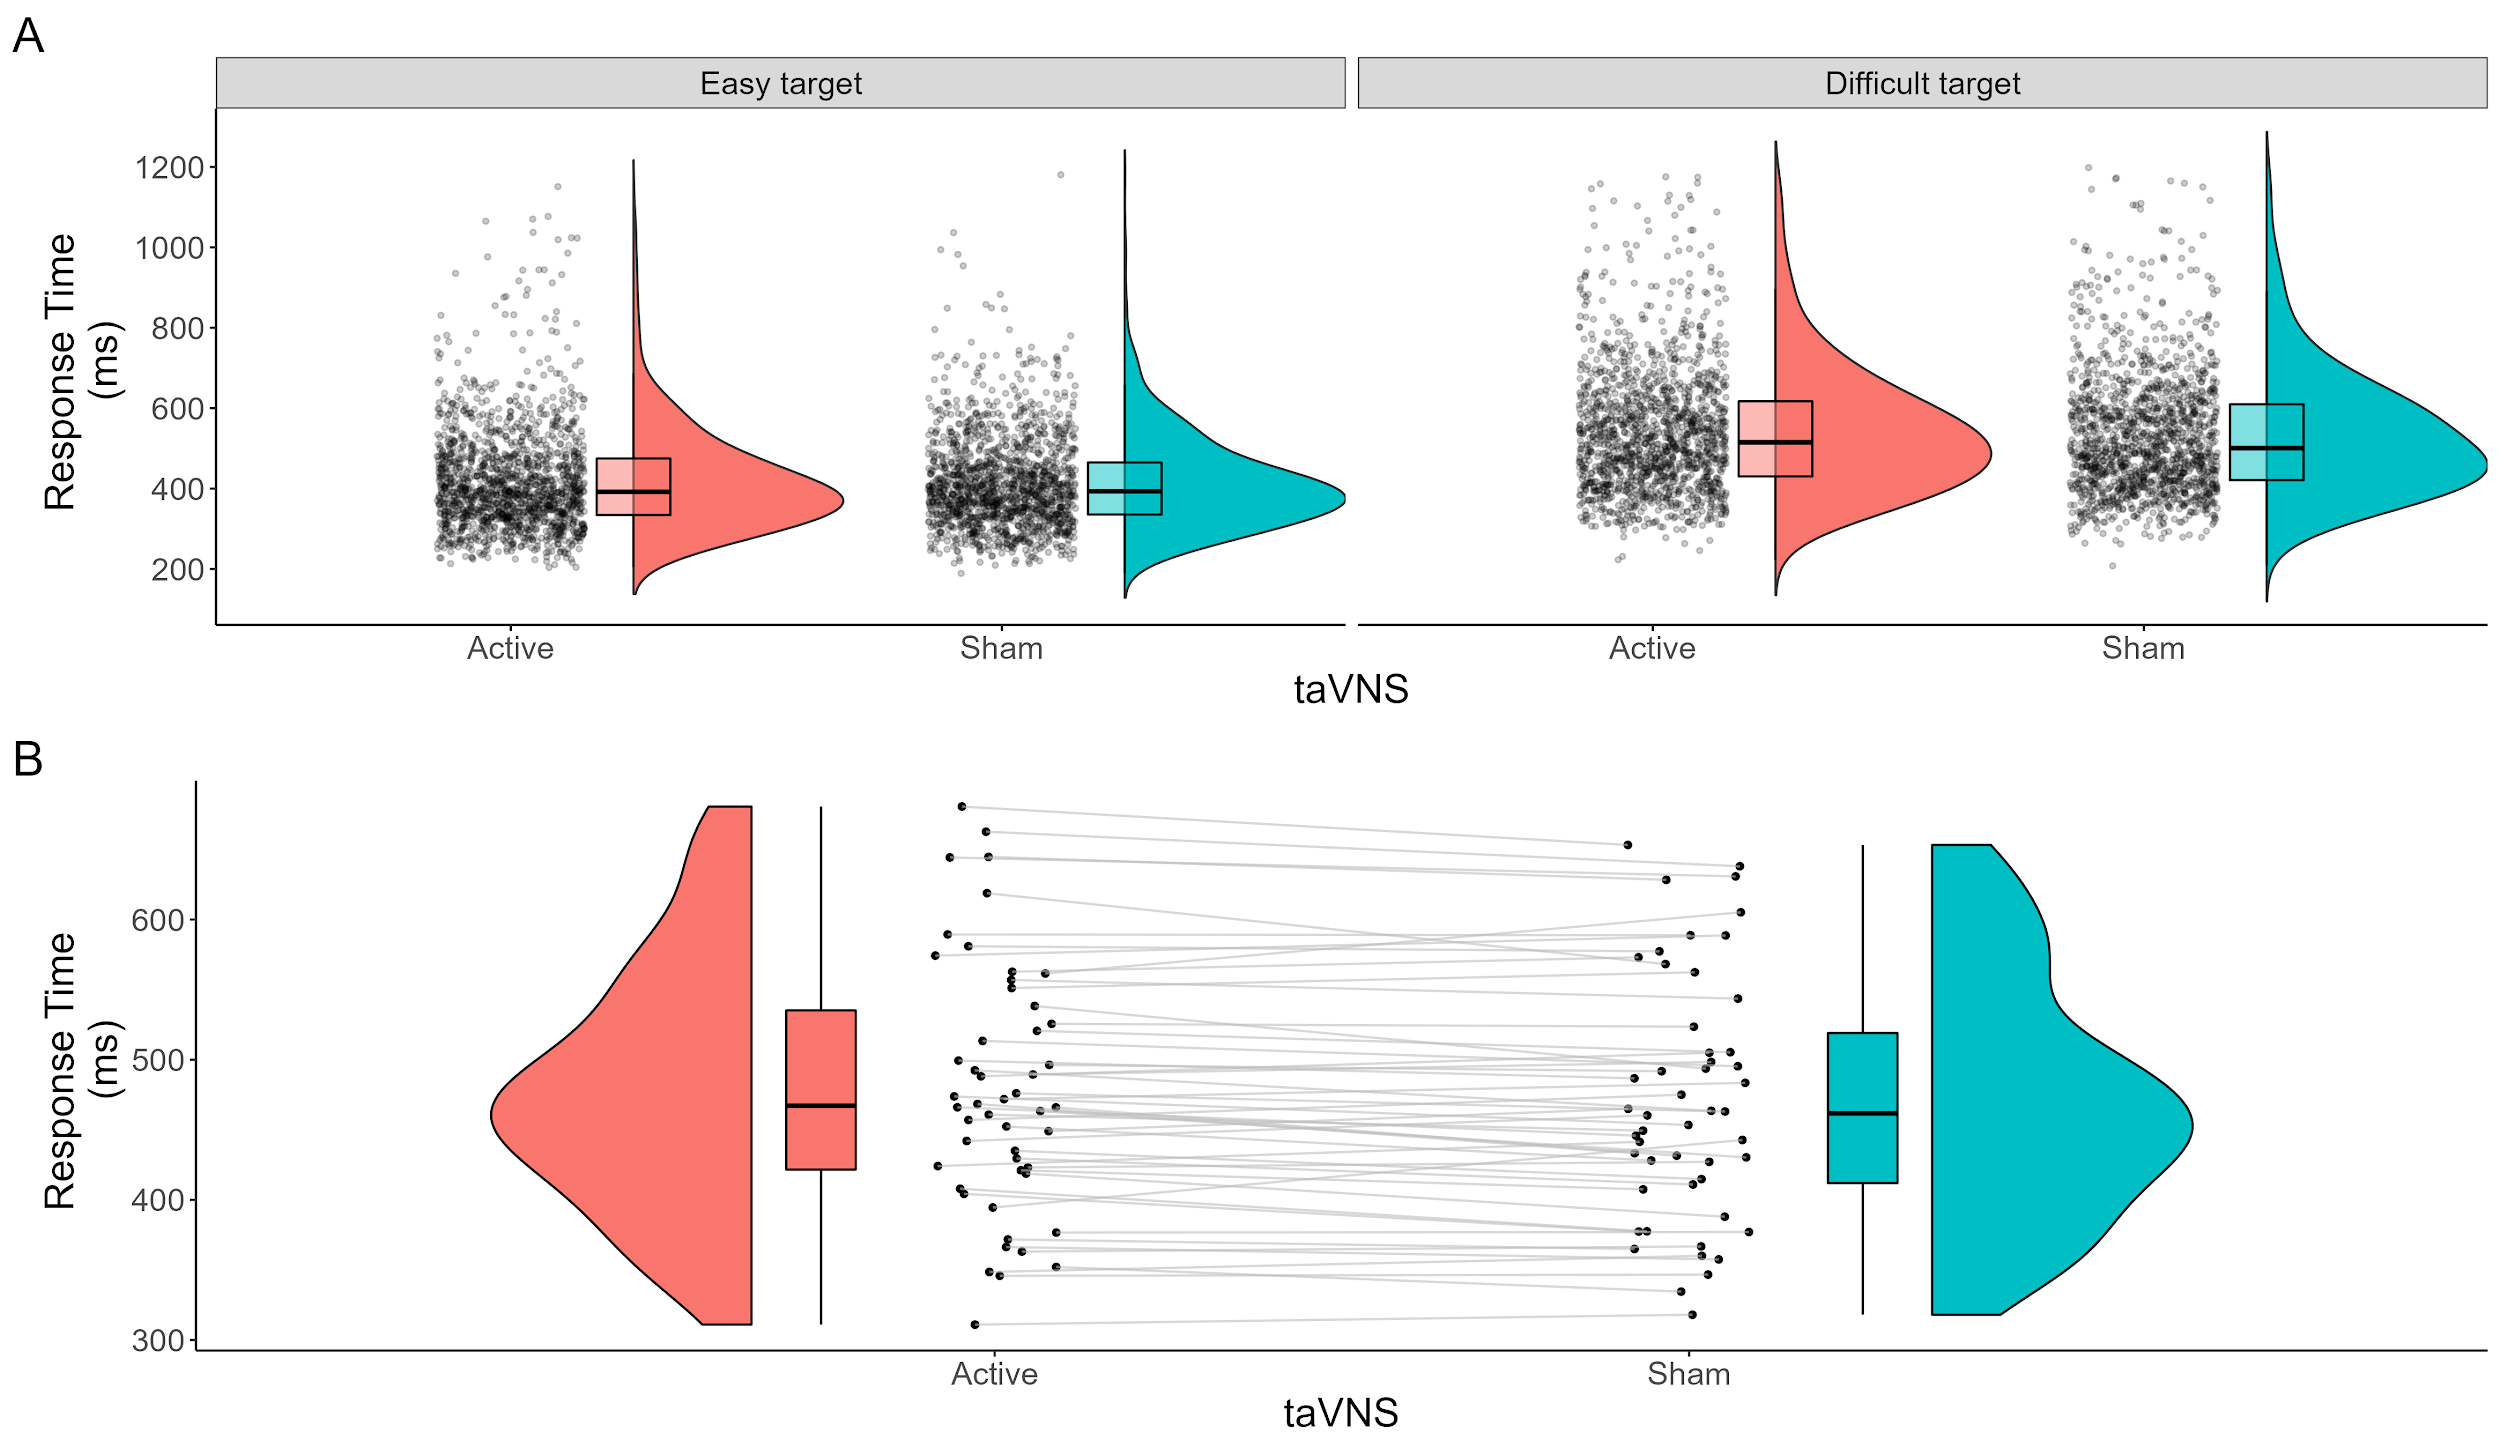 A
Easy target
Difficult target
1200
1000
800
600
400
200
Response Time
(ms)
Active
Sham
Active
Sham
taVNS
B
600
500
400
300
Response Time
(ms)
Active
Sham
taVNS